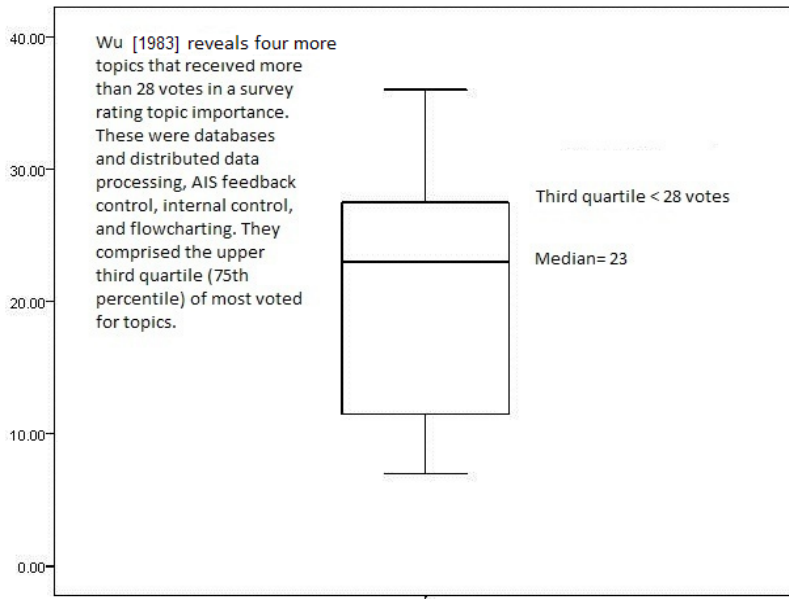 40.00
30.00
20.00
10.00
0.00
Wu [1983] reveals four more
topics that received more
than 28 votes in a survey
rating topic importance.
These were databases
and distributed data
processing, AIS feedback
control, internal control,
and flowcharting. They
comprised the upper
third quartile (75th
percentile) of most voted
for topics.
Third quartile < 28 votes
Median= 23